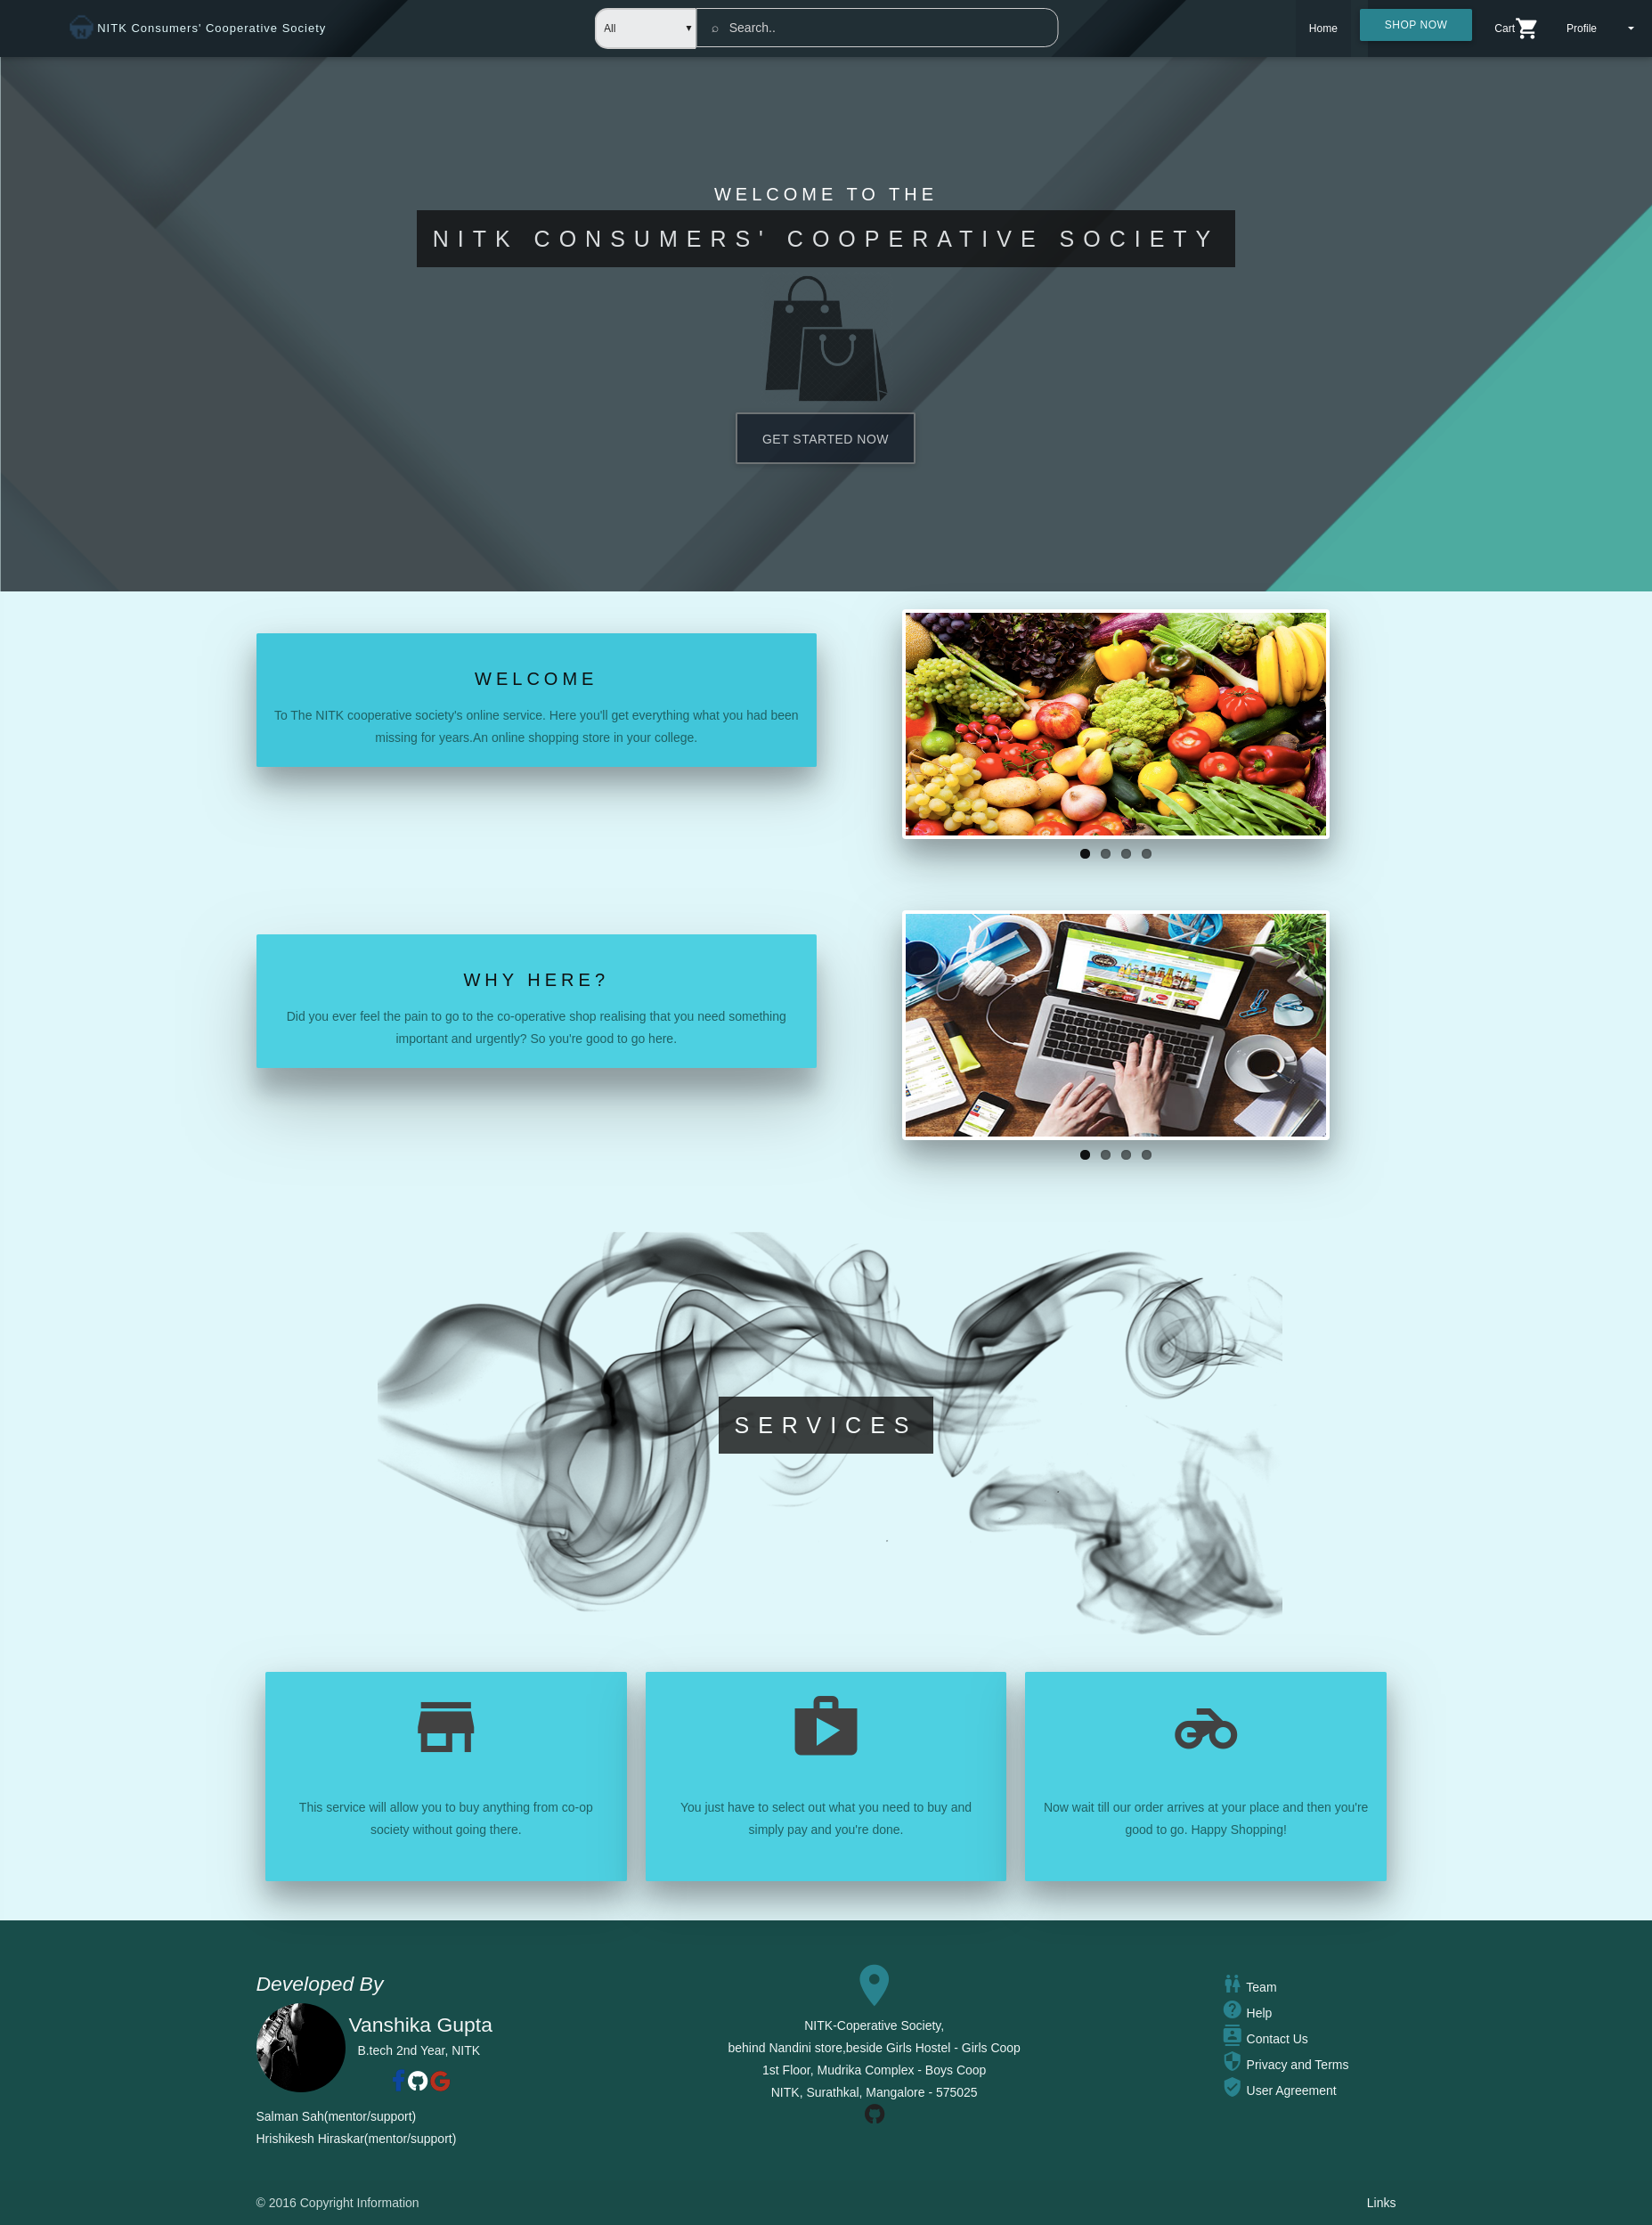 NITK Consumers' Cooperative Society
All
Search..
Home
SHOP NOW
Cart
Profile
WELCOME TO THE
NITK CONSUMERS' COOPERATIVE SOCIETY
GET STARTED NOW
WELCOME
To The NITK cooperative society's online service. Here you'll get everything what you had been
missing for years.An online shopping store in your college.
WHY HERE?
Did you ever feel the pain to go to the co-operative shop realising that you need something
important and urgently? So you're good to go here.
SERVICES
This service will allow you to buy anything from co-op
society without going there.
You just have to select out what you need to buy and
simply pay and you're done.
Now wait till our order arrives at your place and then you're
good to go. Happy Shopping!
Developed By
Vanshika Gupta
B.tech 2nd Year, NITK
Salman Sah(mentor/support)
Hrishikesh Hiraskar(mentor/support)
NITK-Coperative Society,
behind Nandini store,beside Girls Hostel - Girls Coop
1st Floor, Mudrika Complex - Boys Coop
NITK, Surathkal, Mangalore - 575025
Team
Help
Contact Us
Privacy and Terms
User Agreement
© 2016 Copyright Information
Links